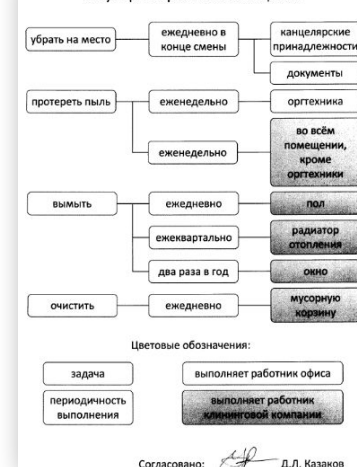 убрать на место
ежедневно в
конце смены
канцелярские
принадлежности
документы
протереть пыль
еженедельно
оргтехника
еженедельно
во всём
помещении,
кроме
оргтехники
вымыть
ежедневно
пол
ежеквартально
радиатор
отопления
два раза в год
окно
очистить
ежедневно
мусорную
корзину
Цветовые обозначения:
задача
выполняет работник офиса
периодичность
выполнения
выполняет работник
клининговой компании
Согласовано:
Д.Л. Казаков